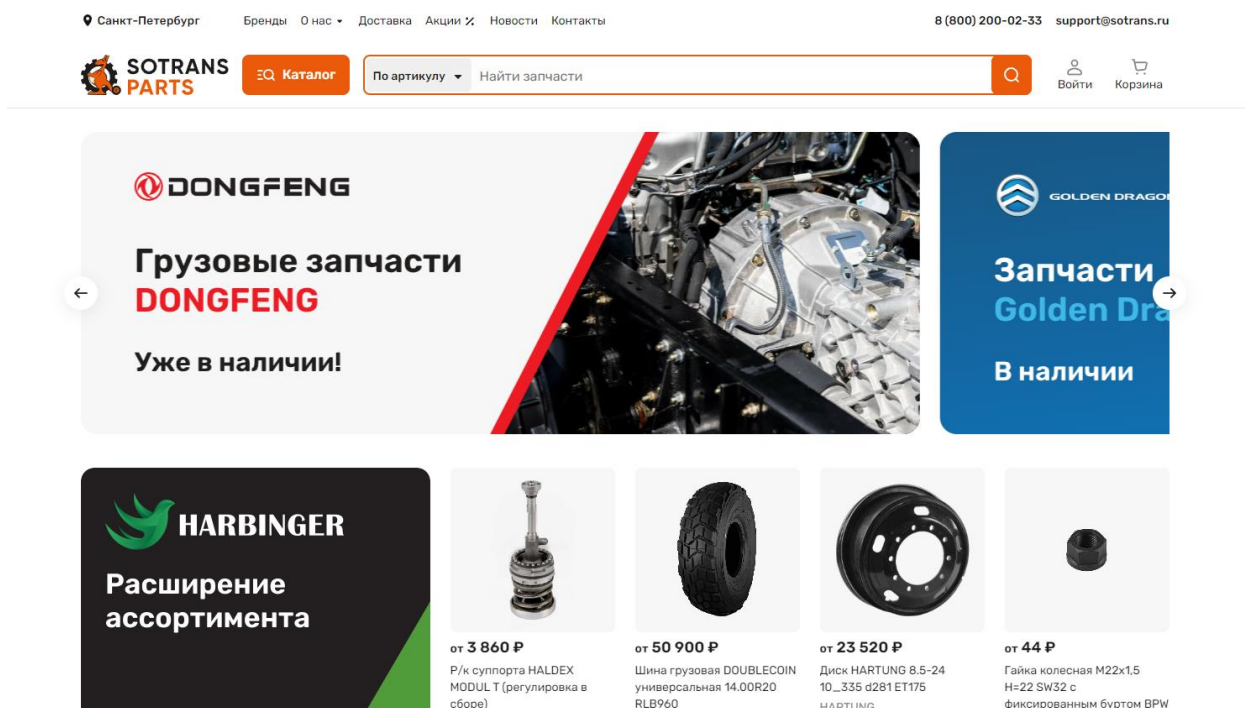 Санкт-Петербург Бренды О нас Доставка Акции Новости Контакты 8 (800) 200-02-33 support@sotrans.ru
SOTRANS
PARTS
Каталог По артикулу Найти запчасти Войти Корзина
DONGFENG
Грузовые запчасти
DONGFENG
Уже в наличии!
GOLDEN DRAGO
Запчасти
Golden Dra
В наличии
HARBINGER
Расширение
ассортимента
от 3 860 ₽
Р/к суппорта HALDEX
MODUL T (регулировка в
сборе)
от 50 900 ₽
Шина грузовая DOUBLECOIN
универсальная 14.00R20
RLB960
от 23 520 ₽
Диск HARTUNG 8.5-24
10_335 d281 ET175
HARTUNG
от 44 ₽
Гайка колесная M22x1,5
H=22 SW32 с
фиксированным буртом BPW